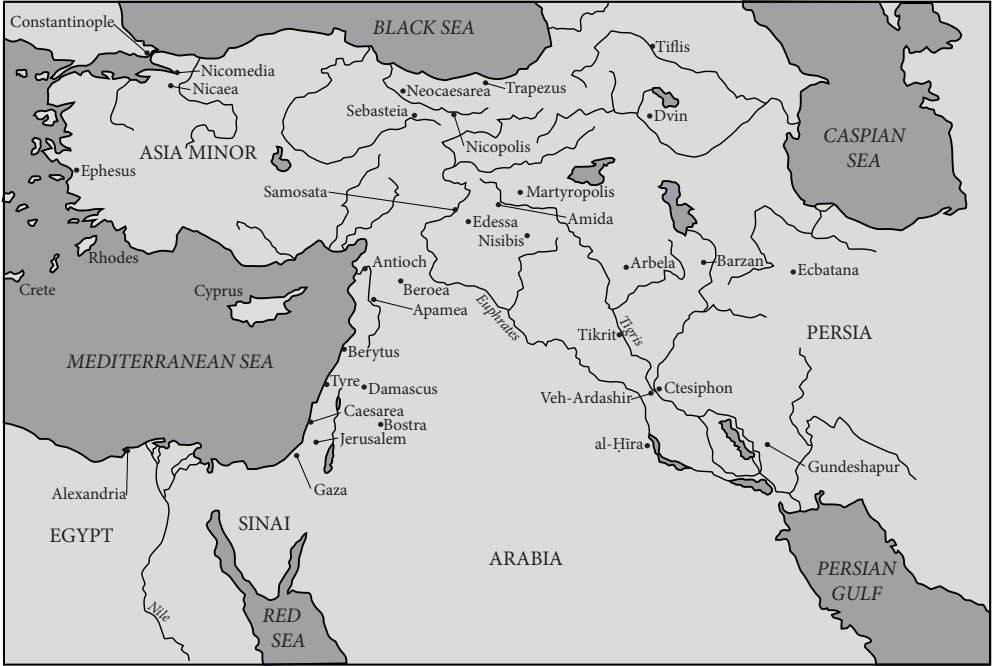 Constantinople
BLACK SEA
Tiflis
Nicomedia
Nicaea
Neocaesarea
Trapezus
Sebasteia
Dvin
Nicopolis
CASPIAN
SEA
ASIA MINOR
Ephesus
Samosata
Martyropolis
Amida
Edessa
Nisibis
Rhodes
Antioch
Arbela
Barzan
Ecbatana
Crete
Cyprus
Beroea
Apamea
Euphrates
Tigris
Tikrit
PERSIA
MEDITERRANEAN SEA
Berytus
Tyre
Damascus
Veh-Ardashir
Ctesiphon
Caesarea
Bostra
Jerusalem
al-Ḥira
Gundeshapur
Alexandria
Gaza
EGYPT
SINAI
ARABIA
PERSIAN
GULF
Nile
RED
SEA